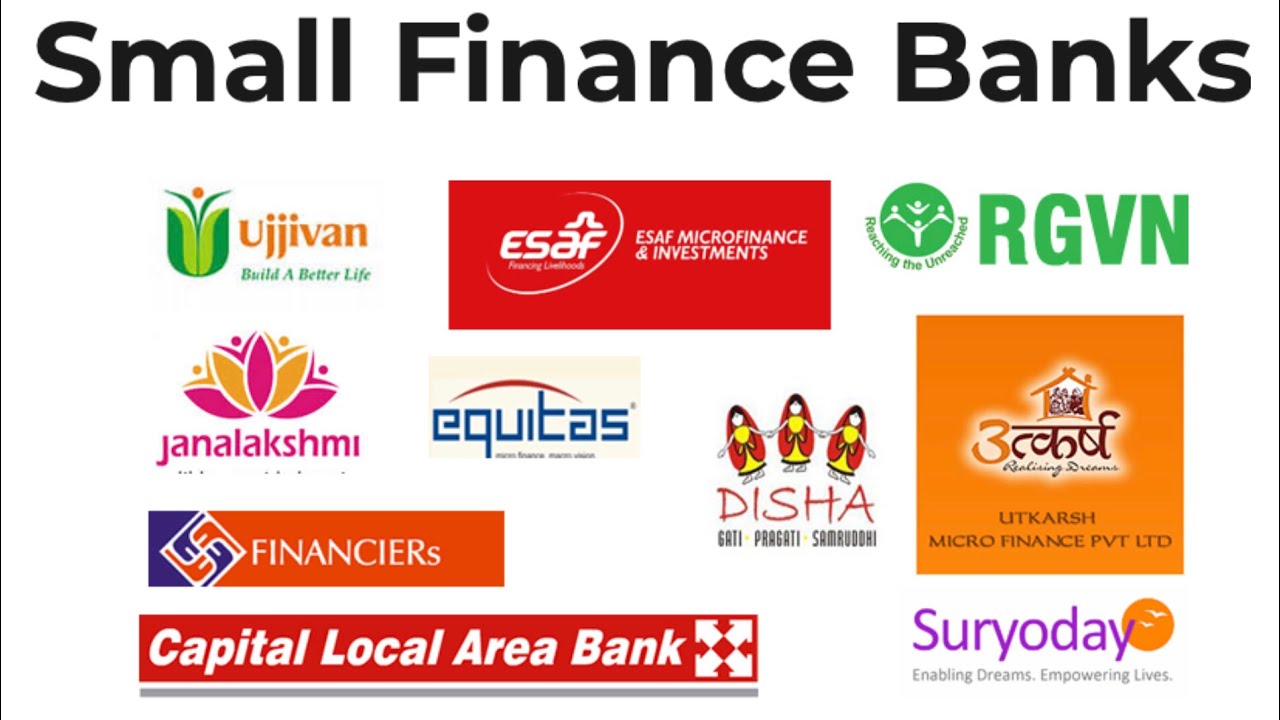 Small Finance Banks
Ujjivan
Build A Better Life
ESAF
Financing Livelihoods
ESAF MICROFINANCE
& INVESTMENTS
Reaching the Unreached
RGVN
Janalakshmi
equitas®
micro finance, macro vision
DISHA
GATI · PRAGATI · SAMRUDDHI
उत्कर्ष
Realising Dreams
UTKARSH
MICRO FINANCE PVT LTD
FINANCIERs
Capital Local Area Bank
Suryoday
Enabling Dreams. Empowering Lives.